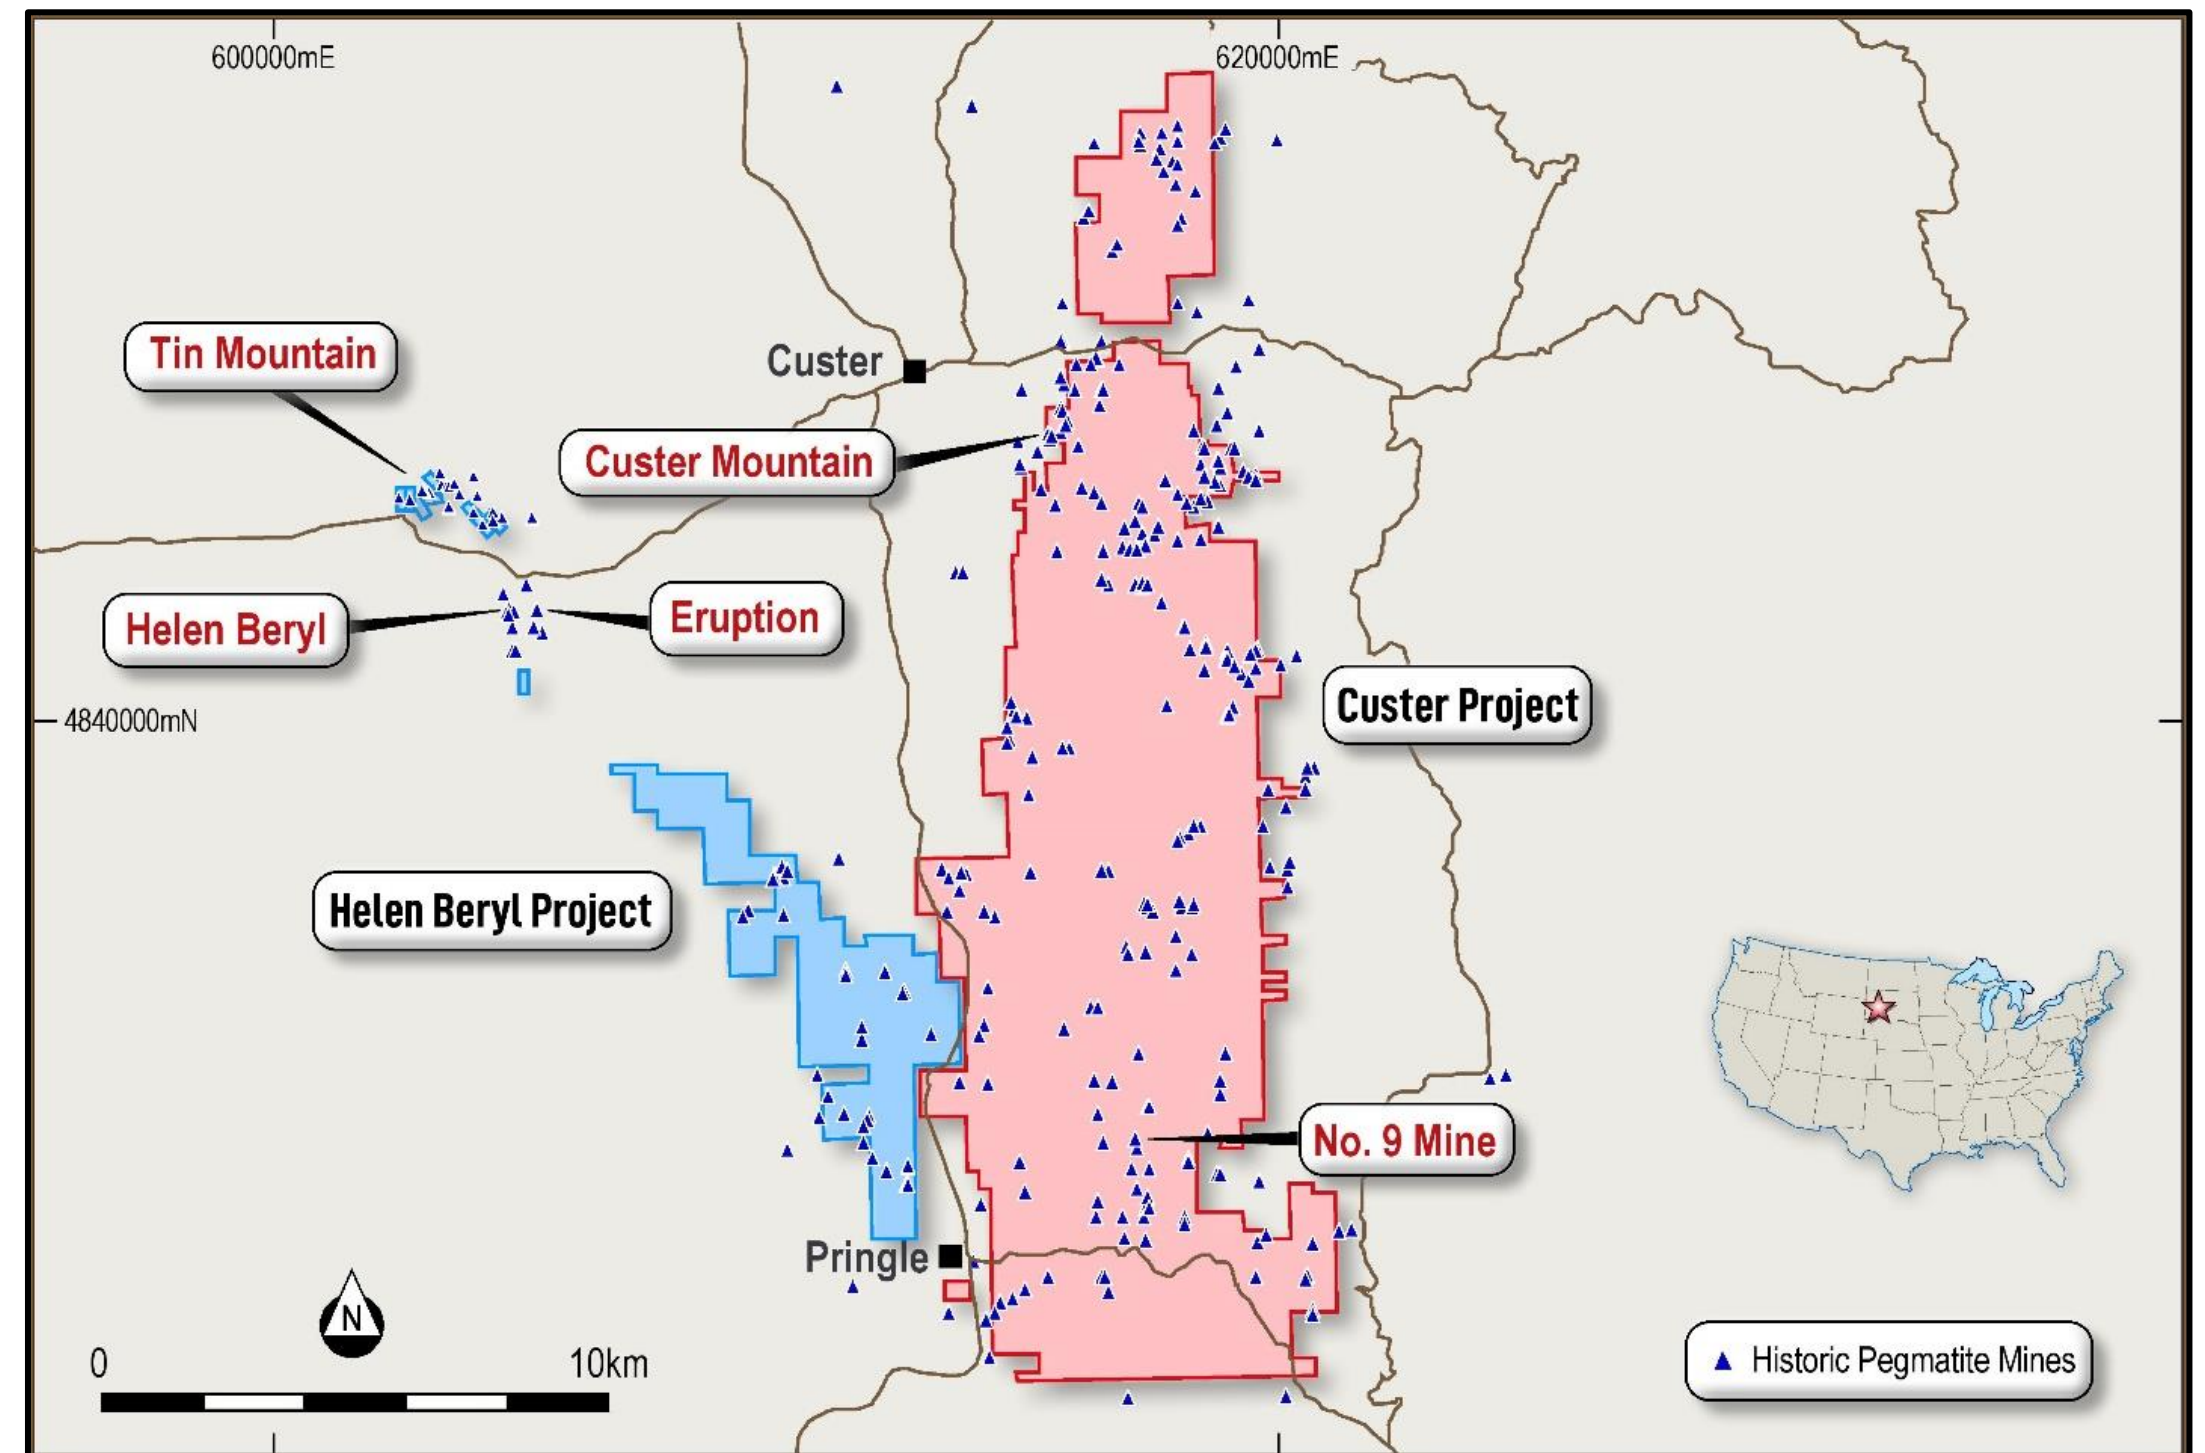 600000mE
620000mE
Tin Mountain
Custer
Custer Mountain
Helen Beryl
Eruption
Custer Project
4840000mN
Helen Beryl Project
No. 9 Mine
Pringle
N
0
10km
Historic Pegmatite Mines